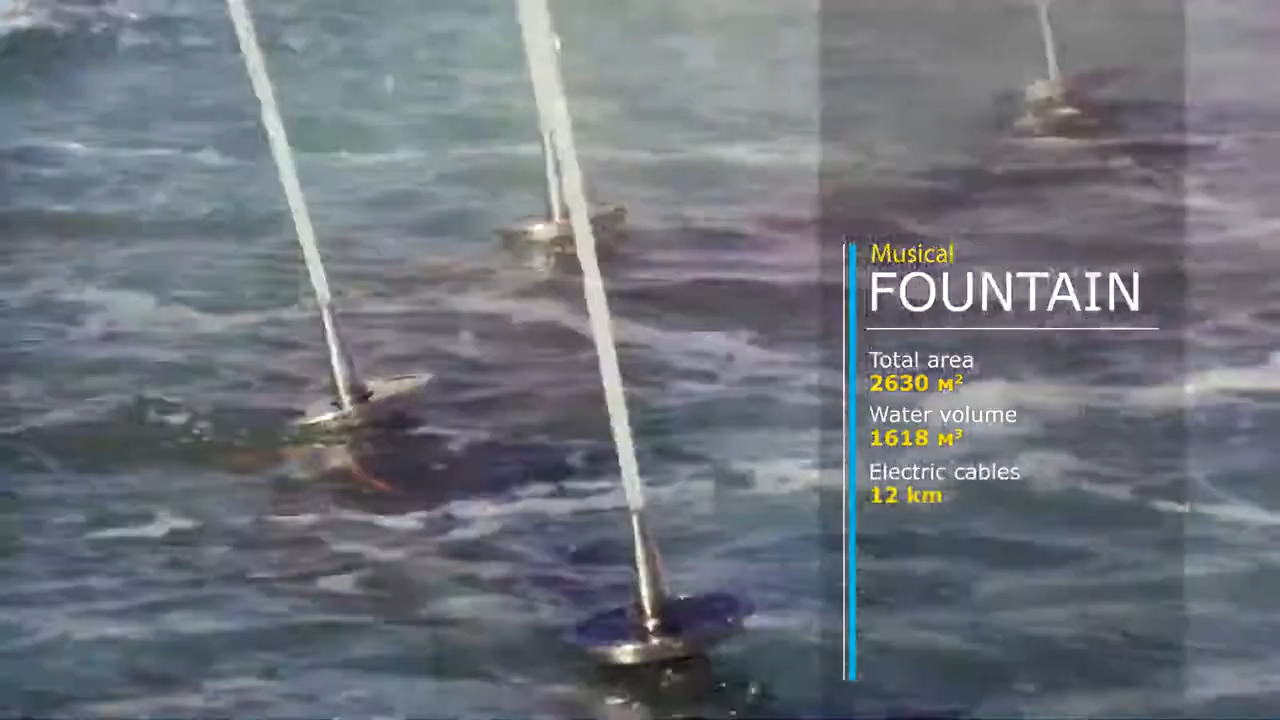 Musical
FOUNTAIN
Total area
2630 м²
Water volume
1618 м³
Electric cables
12 km